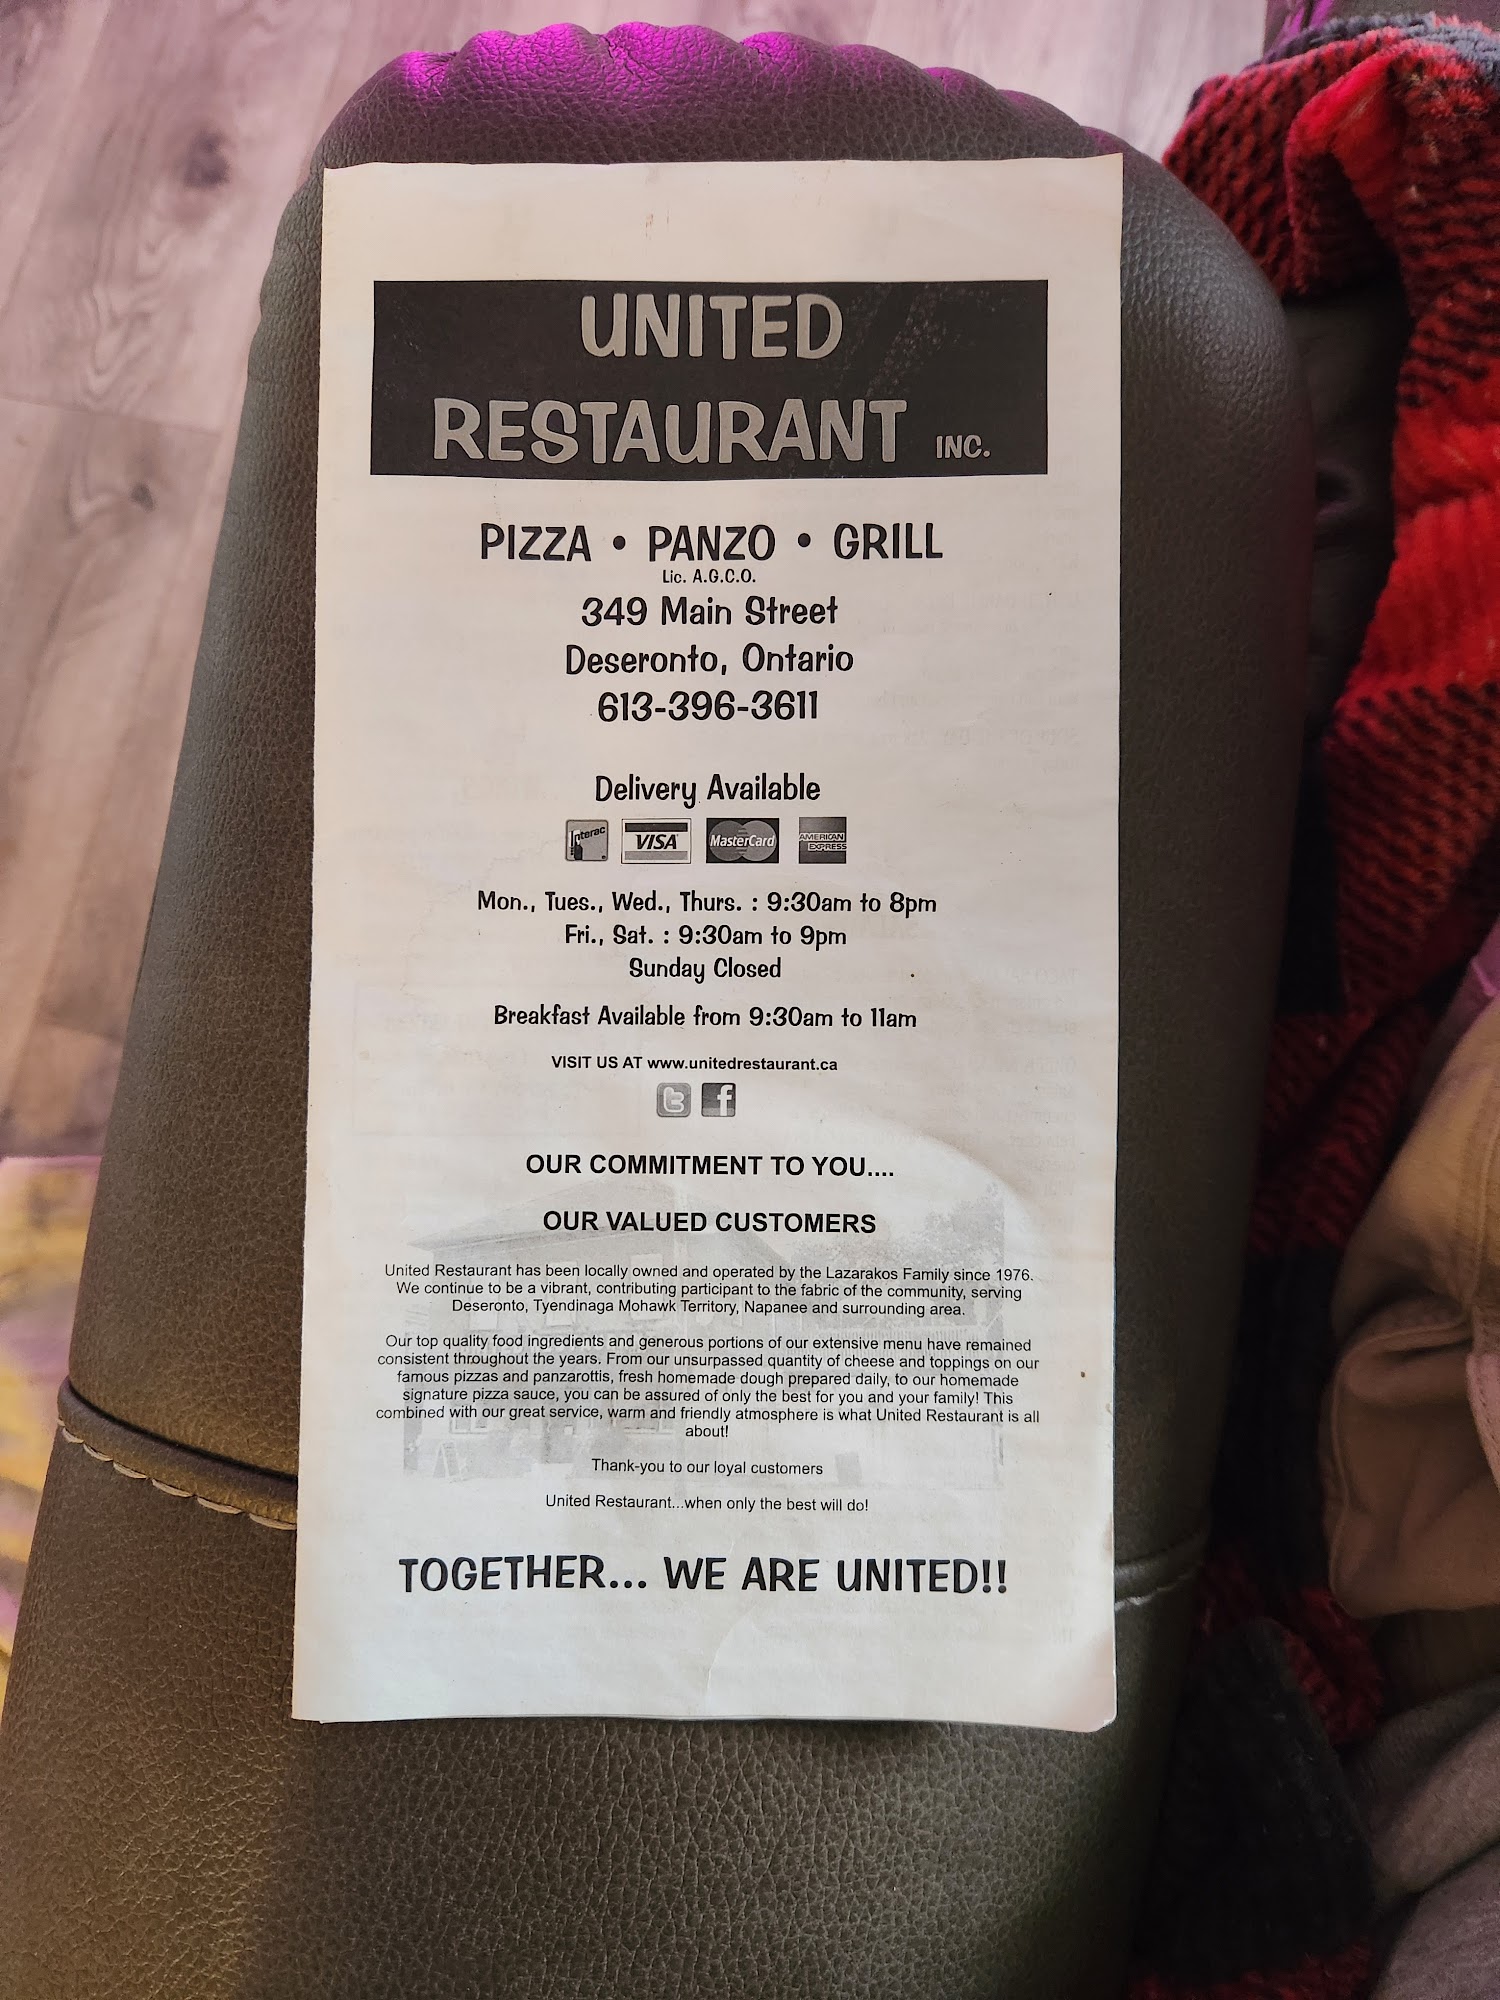 UNITED
RESTAURANT INC.
PIZZA • PANZO • GRILL
Lic. A.G.C.O.
349 Main Street
Deseronto, Ontario
613-396-3611
Delivery Available
Interac VISA MasterCard AMERICAN EXPRESS
Mon., Tues., Wed., Thurs. : 9:30am to 8pm
Fri., Sat. : 9:30am to 9pm
Sunday Closed
Breakfast Available from 9:30am to 11am
VISIT US AT www.unitedrestaurant.ca
t f
OUR COMMITMENT TO YOU....
OUR VALUED CUSTOMERS
United Restaurant has been locally owned and operated by the Lazarakos Family since 1976.
We continue to be a vibrant, contributing participant to the fabric of the community, serving
Deseronto, Tyendinaga Mohawk Territory, Napanee and surrounding area.
Our top quality food ingredients and generous portions of our extensive menu have remained
consistent throughout the years. From our unsurpassed quantity of cheese and toppings on our
famous pizzas and panzarottis, fresh homemade dough prepared daily, to our homemade
signature pizza sauce, you can be assured of only the best for you and your family! This
combined with our great service, warm and friendly atmosphere is what United Restaurant is all
about!
Thank-you to our loyal customers
United Restaurant...when only the best will do!
TOGETHER... WE ARE UNITED!!